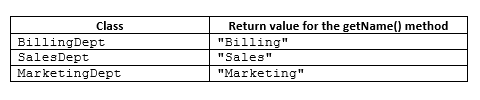 Class Return value for the getName() method
BillingDept "Billing"
SalesDept "Sales"
MarketingDept "Marketing"